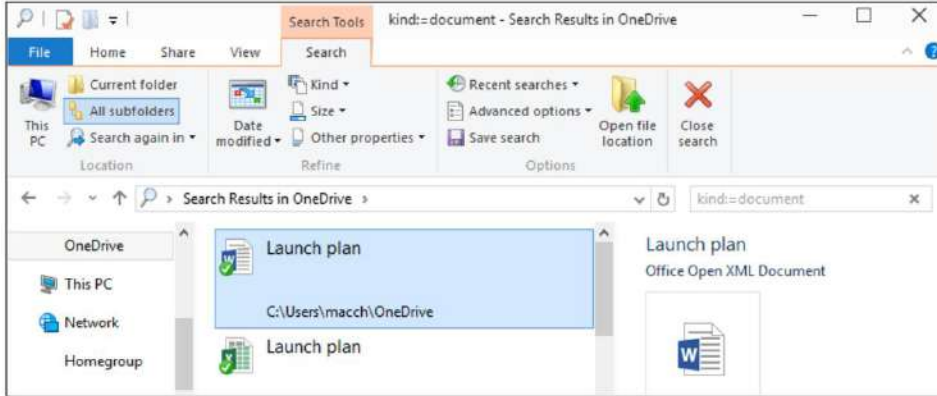 Search Tools kind:=document - Search Results in OneDrive
File Home Share View Search
This PC
Current folder
All subfolders
Search again in
Location
Date modified
Kind
Size
Other properties
Refine
Recent searches
Advanced options
Save search
Options
Open file location
Close search
Search Results in OneDrive
kind:=document
OneDrive
This PC
Network
Homegroup
Launch plan
C:\Users\macch\OneDrive
Launch plan
Launch plan
Office Open XML Document